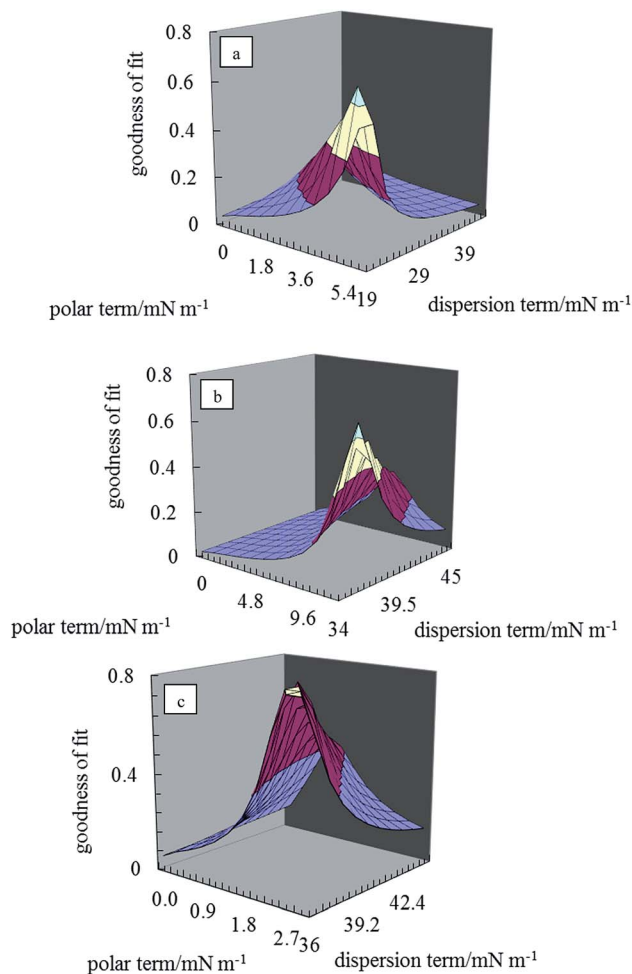 a
goodness of fit
0.8
0.6
0.4
0.2
0
0
1.8
3.6
5.4
19
29
39
polar term/mN m⁻¹
dispersion term/mN m⁻¹
b
goodness of fit
0.8
0.6
0.4
0.2
0
0
4.8
9.6
34
39.5
45
polar term/mN m⁻¹
dispersion term/mN m⁻¹
c
goodness of fit
0.8
0.4
0
0.0
0.9
1.8
2.7
36
39.2
42.4
polar term/mN m⁻¹
dispersion term/mN m⁻¹